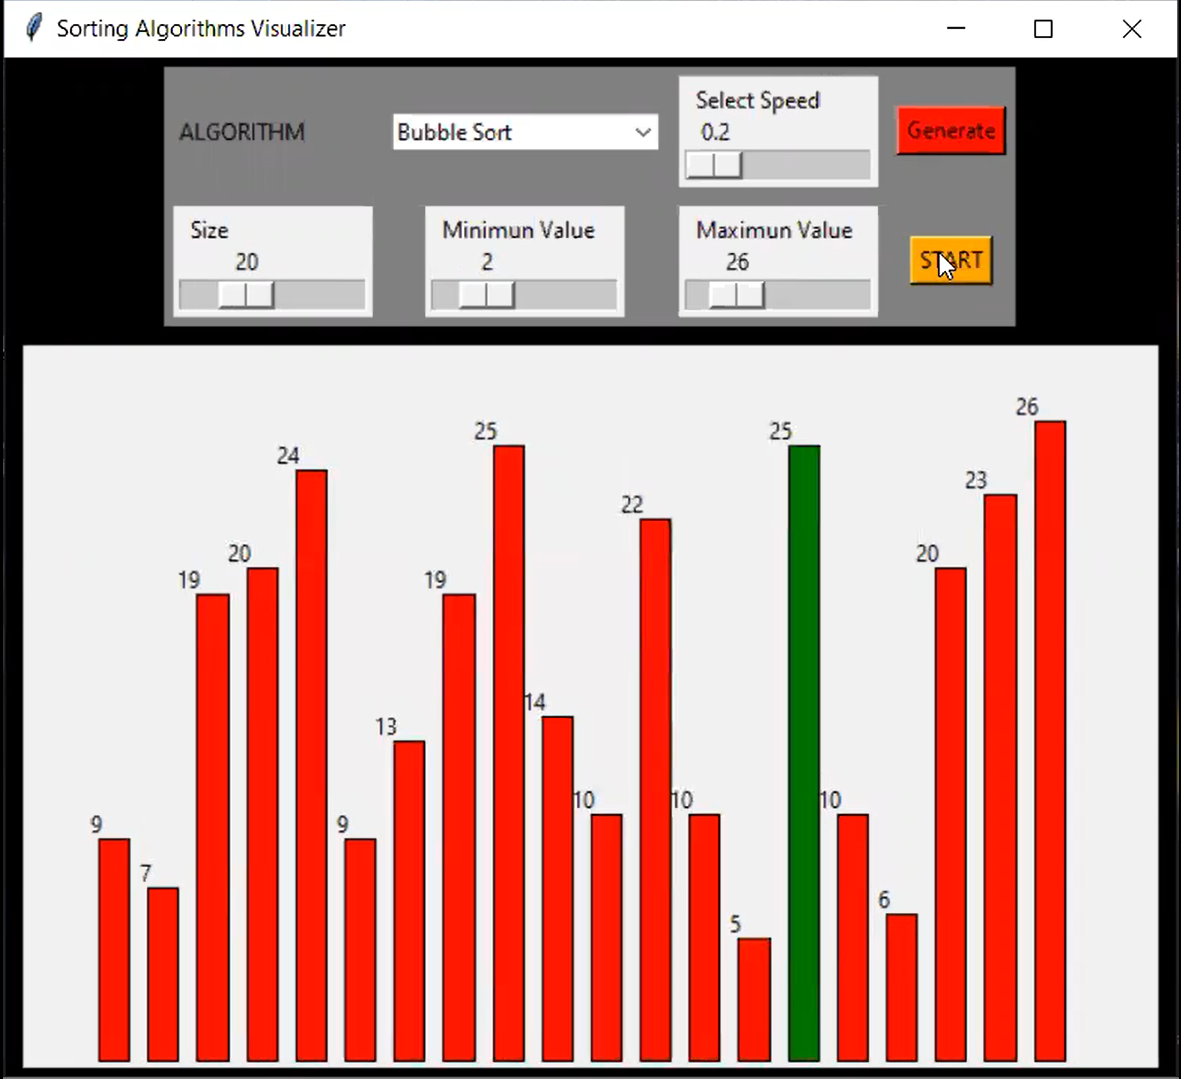 Sorting Algorithms Visualizer
ALGORITHM
Bubble Sort
Select Speed
0.2
Generate
Size
20
Minimun Value
2
Maximun Value
26
START
9
7
19
20
24
9
13
19
25
14
10
22
10
5
25
10
6
20
23
26